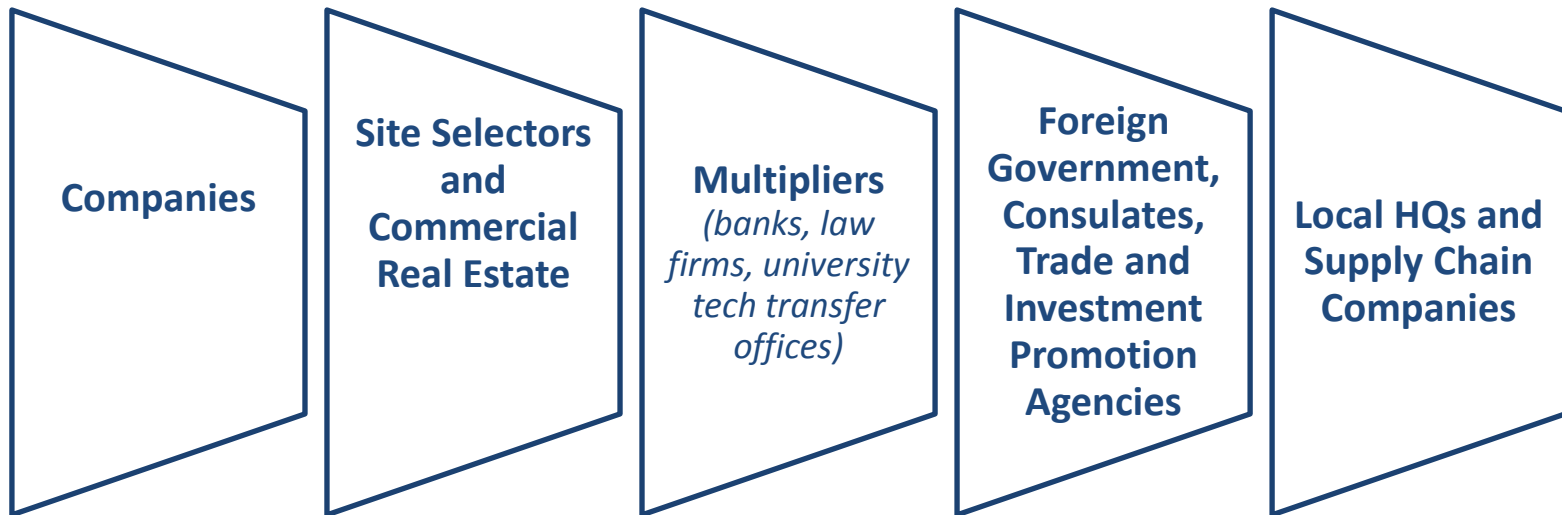 Companies
Site Selectors
and
Commercial
Real Estate
Multipliers
(banks, law
firms, university
tech transfer
offices)
Foreign
Government,
Consulates,
Trade and
Investment
Promotion
Agencies
Local HQs and
Supply Chain
Companies